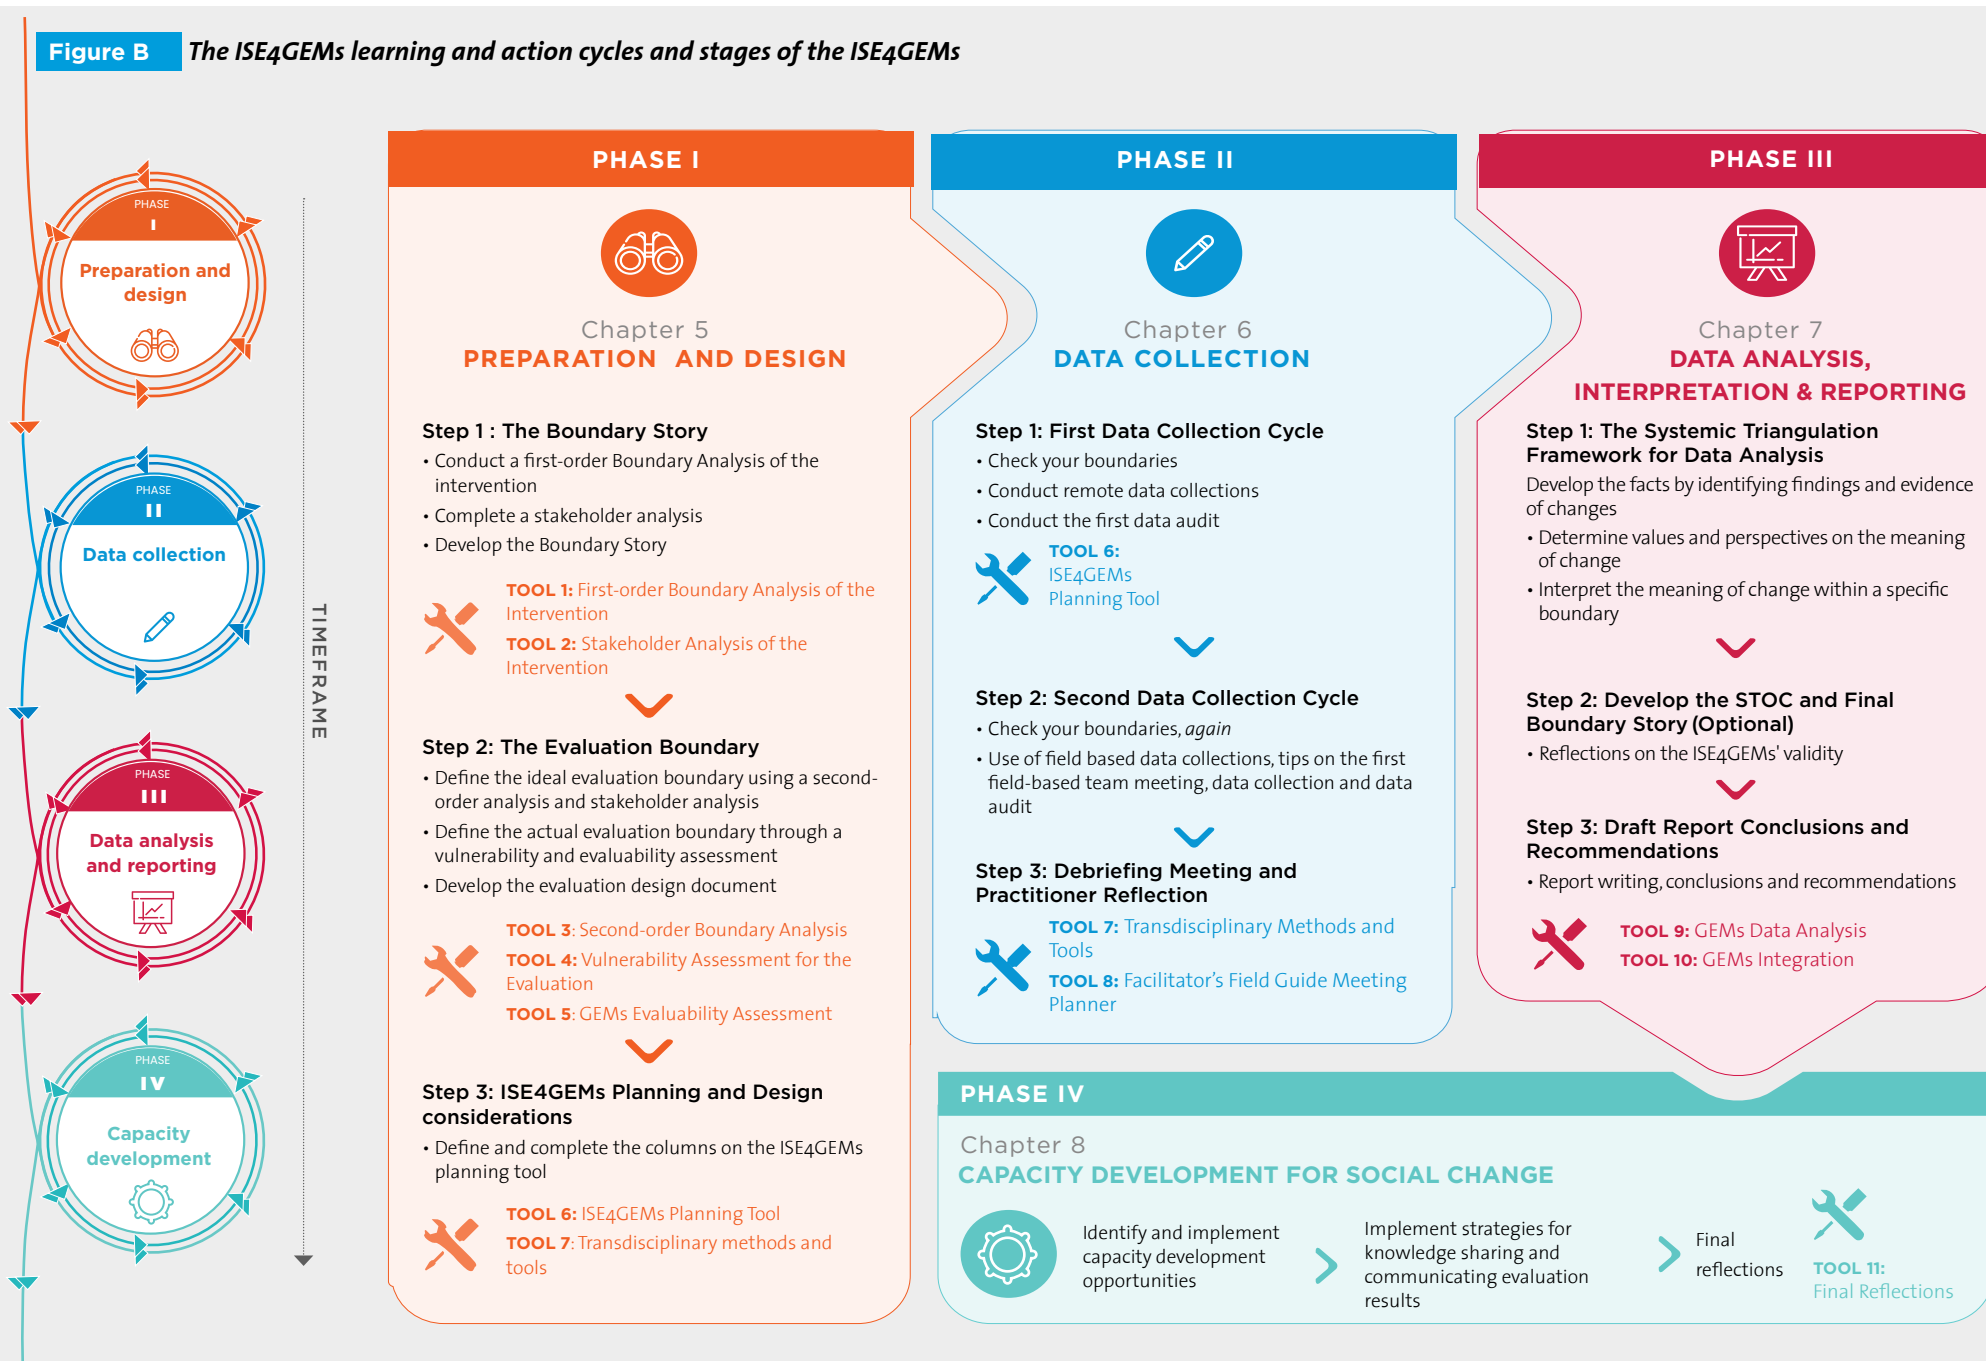 Figure B
The ISE4GEMs learning and action cycles and stages of the ISE4GEMs
PHASE
I
Preparation and
design
PHASE
II
Data collection
PHASE
III
Data analysis
and reporting
PHASE
IV
Capacity
development
TIMEFRAME
PHASE I
Chapter 5
PREPARATION AND DESIGN
Step 1 : The Boundary Story
• Conduct a first-order Boundary Analysis of the
intervention
• Complete a stakeholder analysis
• Develop the Boundary Story
TOOL 1: First-order Boundary Analysis of the
Intervention
TOOL 2: Stakeholder Analysis of the
Intervention
Step 2: The Evaluation Boundary
• Define the ideal evaluation boundary using a second-
order analysis and stakeholder analysis
• Define the actual evaluation boundary through a
vulnerability and evaluability assessment
• Develop the evaluation design document
TOOL 3: Second-order Boundary Analysis
TOOL 4: Vulnerability Assessment for the
Evaluation
TOOL 5: GEMs Evaluability Assessment
Step 3: ISE4GEMs Planning and Design
considerations
• Define and complete the columns on the ISE4GEMs
planning tool
TOOL 6: ISE4GEMs Planning Tool
TOOL 7: Transdisciplinary methods and
tools
PHASE II
Chapter 6
DATA COLLECTION
Step 1: First Data Collection Cycle
• Check your boundaries
• Conduct remote data collections
• Conduct the first data audit
TOOL 6:
ISE4GEMs
Planning Tool
Step 2: Second Data Collection Cycle
• Check your boundaries, again
• Use of field based data collections, tips on the first
field-based team meeting, data collection and data
audit
Step 3: Debriefing Meeting and
Practitioner Reflection
TOOL 7: Transdisciplinary Methods and
Tools
TOOL 8: Facilitator's Field Guide Meeting
Planner
PHASE III
Chapter 7
DATA ANALYSIS,
INTERPRETATION & REPORTING
Step 1: The Systemic Triangulation
Framework for Data Analysis
Develop the facts by identifying findings and evidence
of changes
• Determine values and perspectives on the meaning
of change
• Interpret the meaning of change within a specific
boundary
Step 2: Develop the STOC and Final
Boundary Story (Optional)
• Reflections on the ISE4GEMs' validity
Step 3: Draft Report Conclusions and
Recommendations
• Report writing, conclusions and recommendations
TOOL 9: GEMs Data Analysis
TOOL 10: GEMs Integration
PHASE IV
Chapter 8
CAPACITY DEVELOPMENT FOR SOCIAL CHANGE
Identify and implement
capacity development
opportunities
Implement strategies for
knowledge sharing and
communicating evaluation
results
Final
reflections
TOOL 11:
Final Reflections